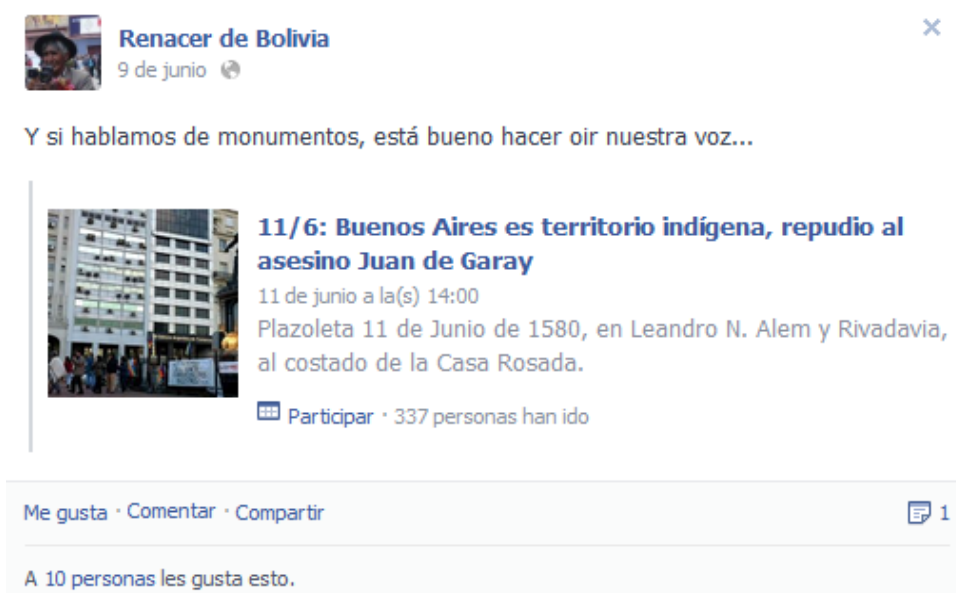 Renacer de Bolivia
9 de junio
Y si hablamos de monumentos, está bueno hacer oir nuestra voz...
11/6: Buenos Aires es territorio indígena, repudio al
asesino Juan de Garay
11 de junio a la(s) 14:00
Plazoleta 11 de Junio de 1580, en Leandro N. Alem y Rivadavia,
al costado de la Casa Rosada.
Participar · 337 personas han ido
Me gusta · Comentar · Compartir 1
A 10 personas les gusta esto.